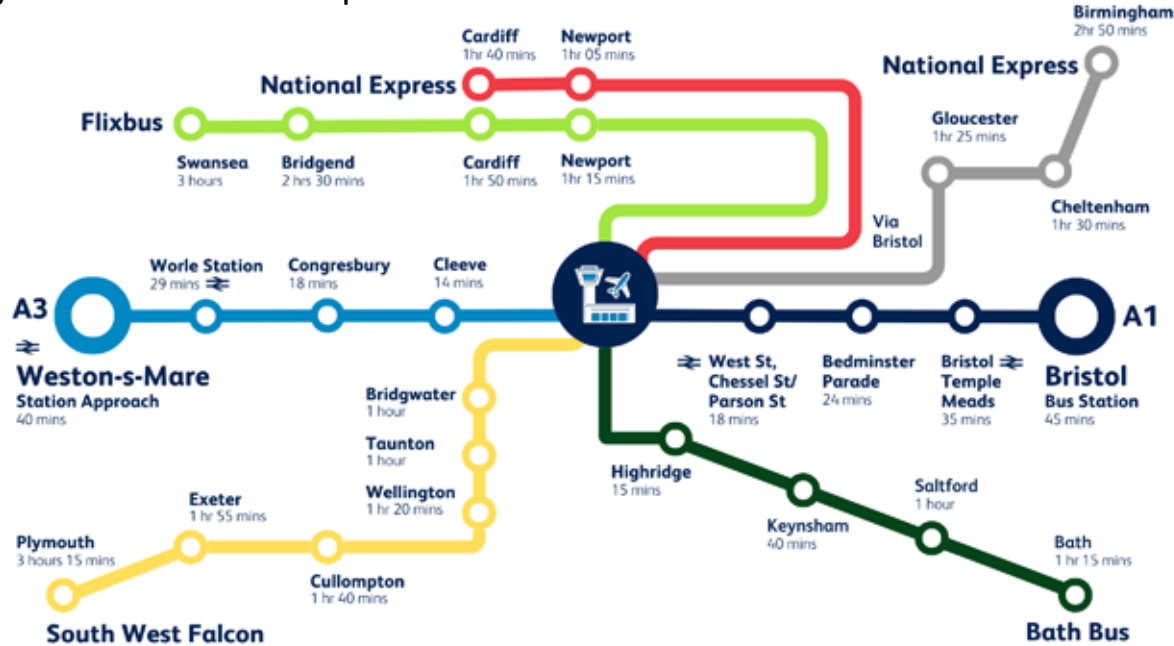 Birmingham
2hr 50 mins
National Express
Cardiff
1hr 40 mins
Newport
1hr 05 mins
National Express
Flixbus
Swansea
3 hours
Bridgend
2 hrs 30 mins
Cardiff
1hr 50 mins
Newport
1hr 15 mins
Gloucester
1hr 25 mins
Cheltenham
1hr 30 mins
Via
Bristol
A3
Weston-s-Mare
Station Approach
40 mins
Worle Station
29 mins
Congresbury
18 mins
Cleeve
14 mins
West St,
Chessel St/
Parson St
18 mins
Bedminster
Parade
24 mins
Bristol
Temple
Meads
35 mins
A1
Bristol
Bus Station
45 mins
Bridgwater
1 hour
Taunton
1 hour
Wellington
1 hr 20 mins
Cullompton
1 hr 40 mins
Exeter
1 hr 55 mins
Plymouth
3 hours 15 mins
South West Falcon
Highridge
15 mins
Keynsham
40 mins
Saltford
1 hour
Bath
1 hr 15 mins
Bath Bus